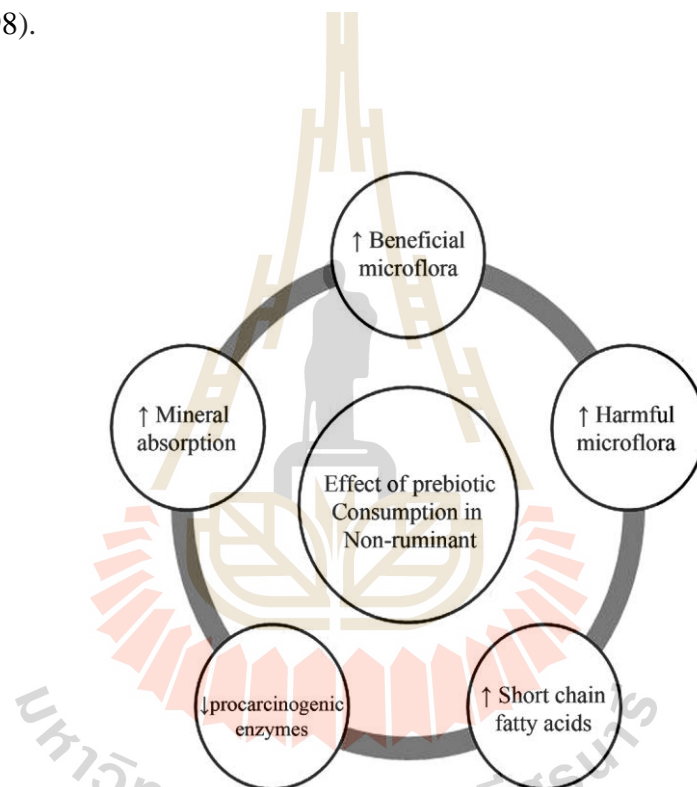 98).
↑ Beneficial
microflora
↑ Mineral
absorption
↑ Harmful
microflora
Effect of prebiotic
Consumption in
Non-ruminant
↓procarcinogenic
enzymes
↑ Short chain
fatty acids